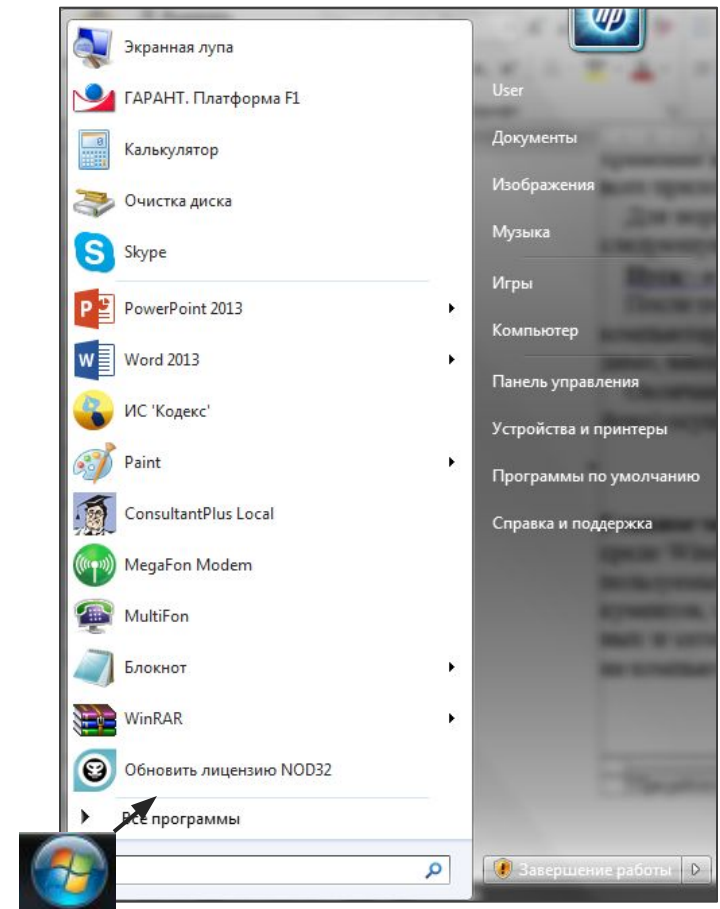 Экранная лупа
ГАРАНТ. Платформа F1
Калькулятор
Очистка диска
Skype
PowerPoint 2013
Word 2013
ИС 'Кодекс'
Paint
ConsultantPlus Local
MegaFon Modem
MultiFon
Блокнот
WinRAR
Обновить лицензию NOD32
Все программы
hp
User
Документы
Изображения
Музыка
Игры
Компьютер
Панель управления
Устройства и принтеры
Программы по умолчанию
Справка и поддержка
Завершение работы